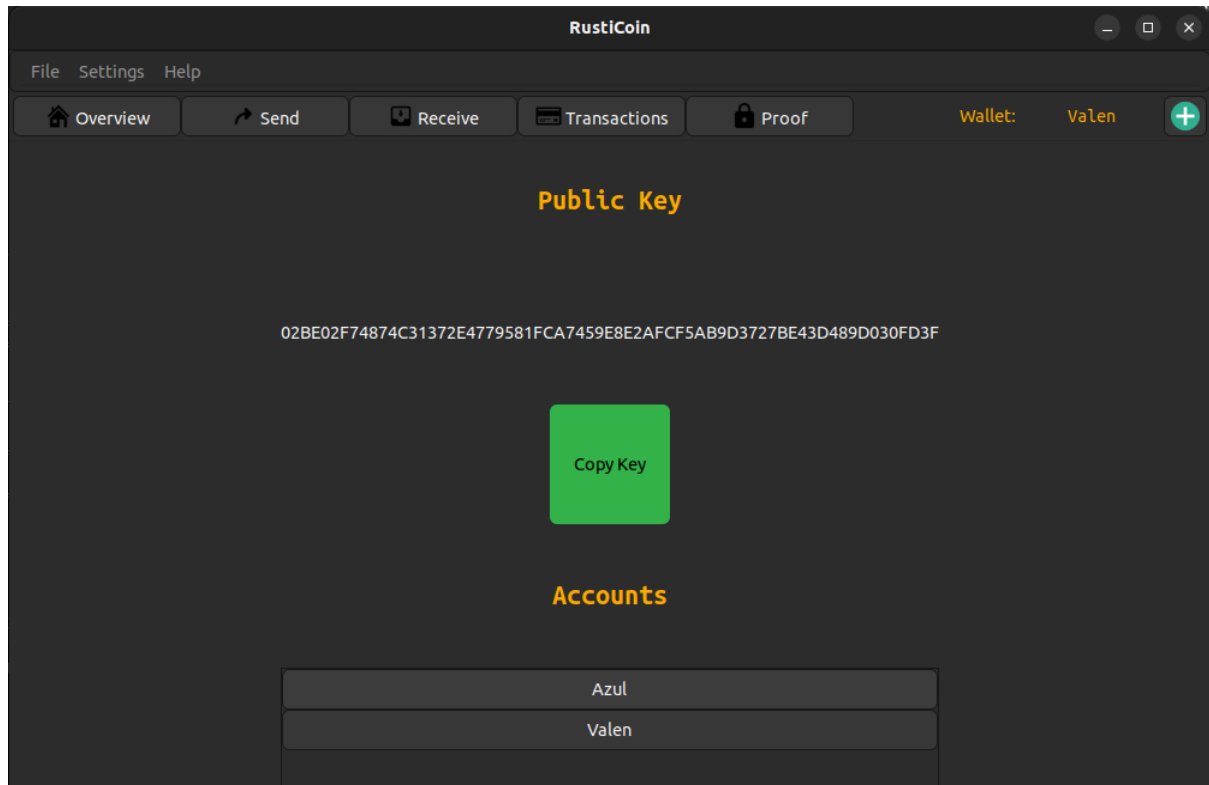 RustiCoin
File Settings Help
Overview Send Receive Transactions Proof Wallet: Valen
Public Key
02BE02F74874C31372E4779581FCA7459E8E2AFCF5AB9D3727BE43D489D030FD3F
Copy Key
Accounts
Azul
Valen